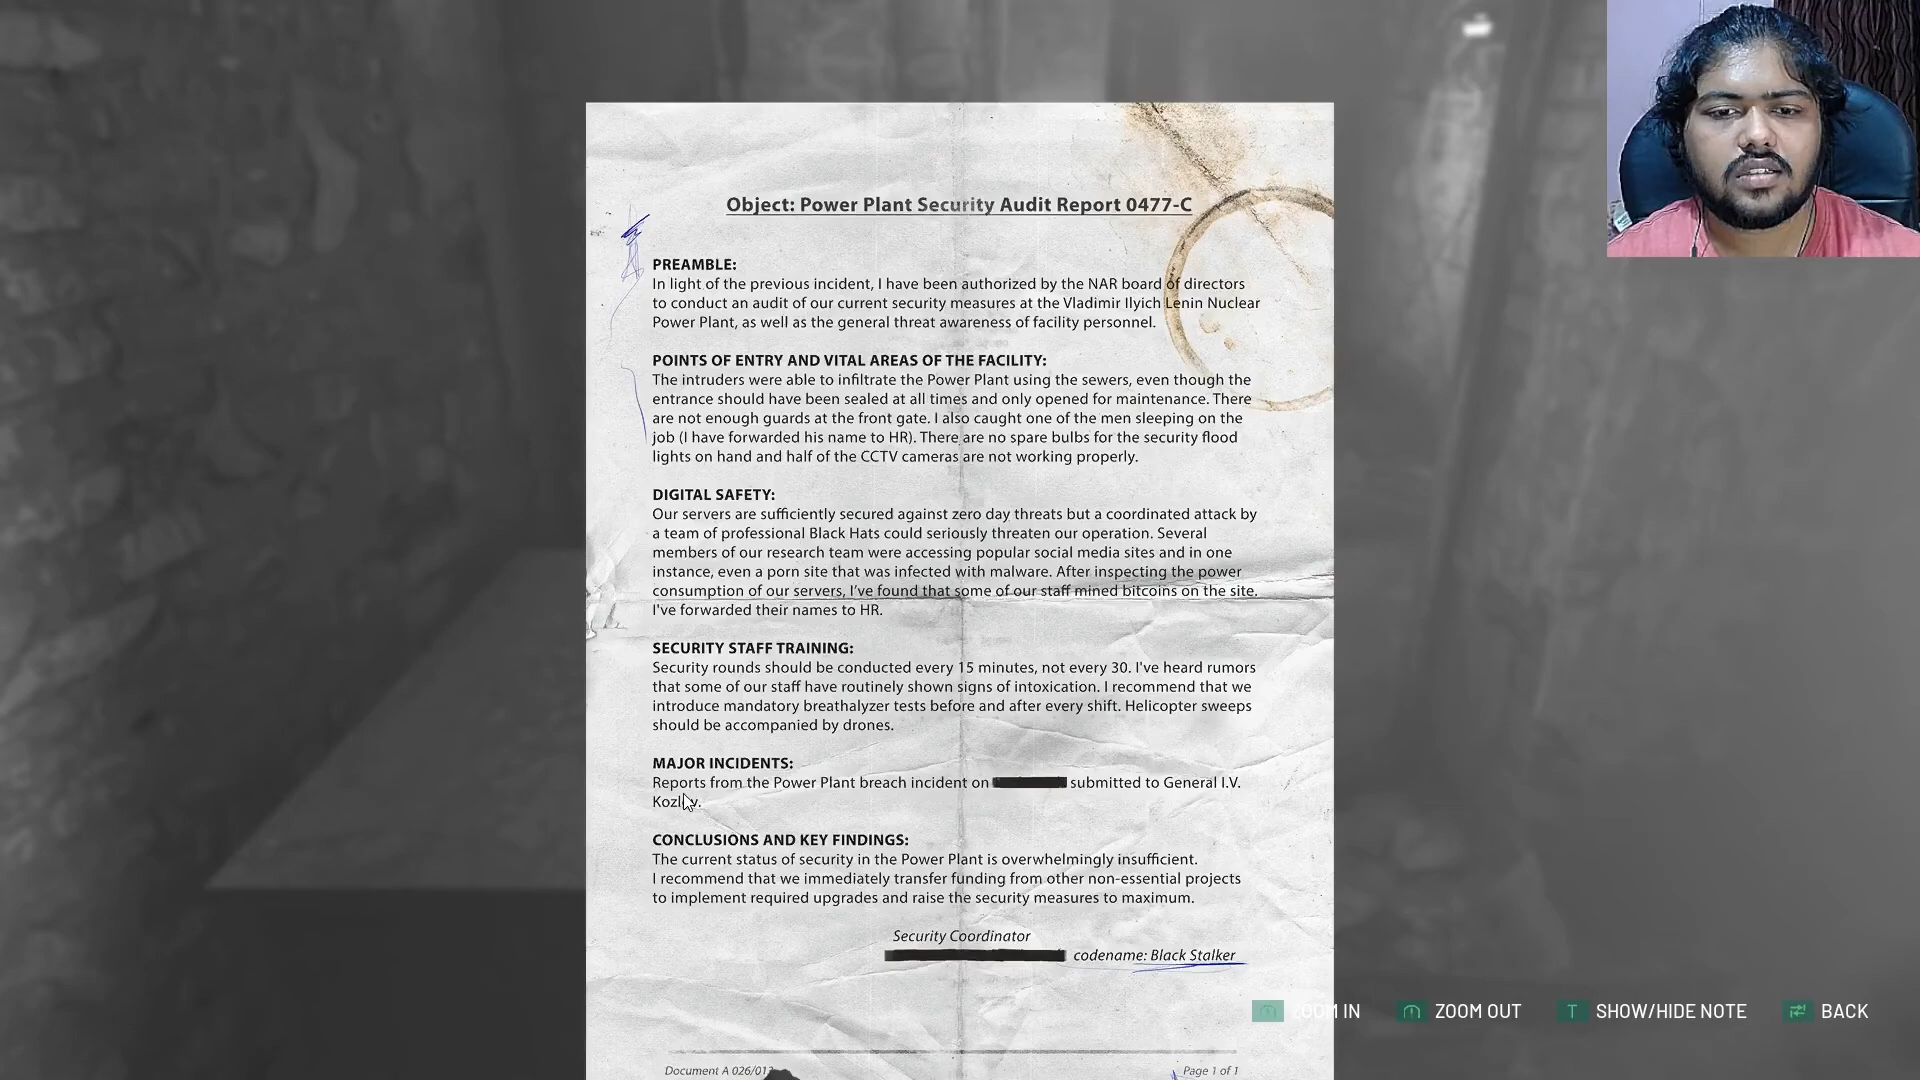 Object: Power Plant Security Audit Report 0477-C
PREAMBLE:
In light of the previous incident, I have been authorized by the NAR board of directors
to conduct an audit of our current security measures at the Vladimir Ilyich Lenin Nuclear
Power Plant, as well as the general threat awareness of facility personnel.
POINTS OF ENTRY AND VITAL AREAS OF THE FACILITY:
The intruders were able to infiltrate the Power Plant using the sewers, even though the
entrance should have been sealed at all times and only opened for maintenance. There
are not enough guards at the front gate. I also caught one of the men sleeping on the
job (I have forwarded his name to HR). There are no spare bulbs for the security flood
lights on hand and half of the CCTV cameras are not working properly.
DIGITAL SAFETY:
Our servers are sufficiently secured against zero day threats but a coordinated attack by
a team of professional Black Hats could seriously threaten our operation. Several
members of our research team were accessing popular social media sites and in one
instance, even a porn site that was infected with malware. After inspecting the power
consumption of our servers, I've found that some of our staff mined bitcoins on the site.
I've forwarded their names to HR.
SECURITY STAFF TRAINING:
Security rounds should be conducted every 15 minutes, not every 30. I've heard rumors
that some of our staff have routinely shown signs of intoxication. I recommend that we
introduce mandatory breathalyzer tests before and after every shift. Helicopter sweeps
should be accompanied by drones.
MAJOR INCIDENTS:
Reports from the Power Plant breach incident on submitted to General I.V.
Kozlov.
CONCLUSIONS AND KEY FINDINGS:
The current status of security in the Power Plant is overwhelmingly insufficient.
I recommend that we immediately transfer funding from other non-essential projects
to implement required upgrades and raise the security measures to maximum.
Security Coordinator
codename: Black Stalker
ZOOM IN
ZOOM OUT
T SHOW/HIDE NOTE
BACK
Document A Page 1 of 1